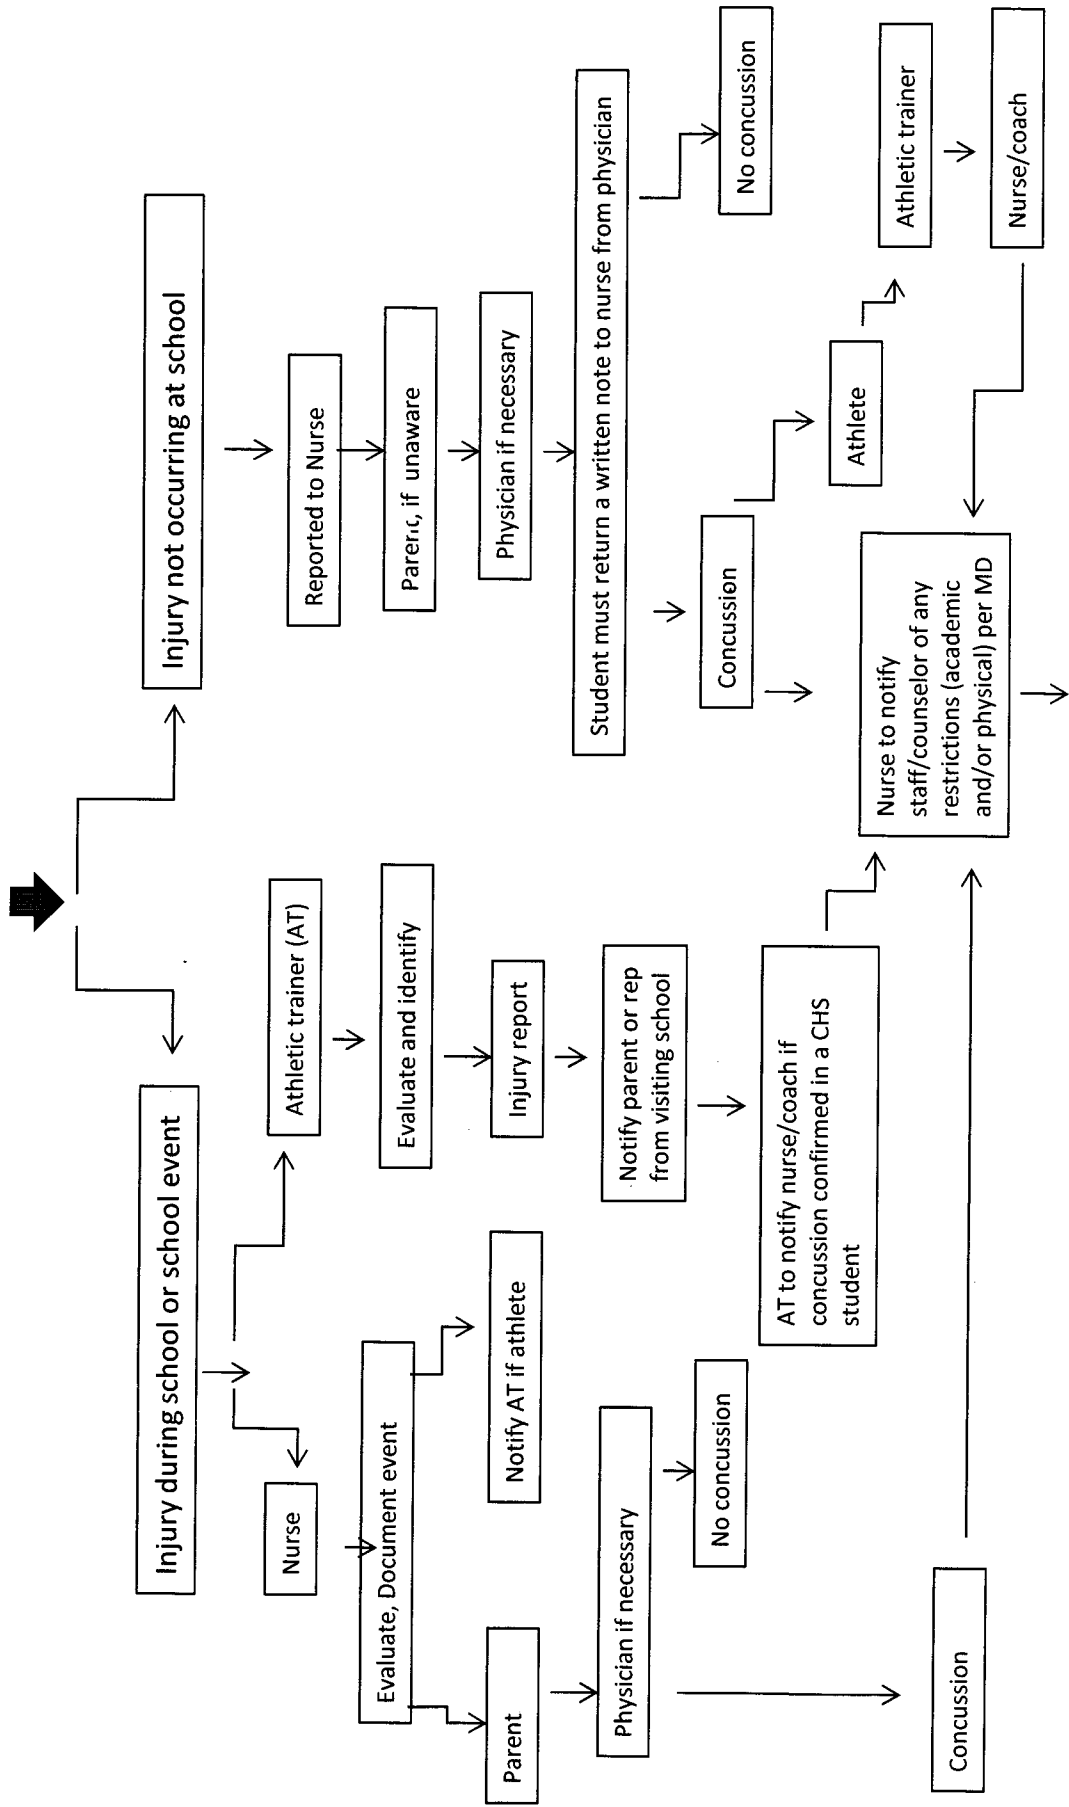 Injury during school or school event
Injury not occurring at school
Nurse
Athletic trainer (AT)
Reported to Nurse
Evaluate, Document event
Evaluate and identify
Parent, if unaware
Parent
Notify AT if athlete
Injury report
Physician if necessary
Physician if necessary
Notify parent or rep
from visiting school
Student must return a written note to nurse from physician
No concussion
AT to notify nurse/coach if
concussion confirmed in a CHS
student
Concussion
No concussion
Athlete
Athletic trainer
Nurse/coach
Concussion
Nurse to notify
staff/counselor of any
restrictions (academic
and/or physical) per MD